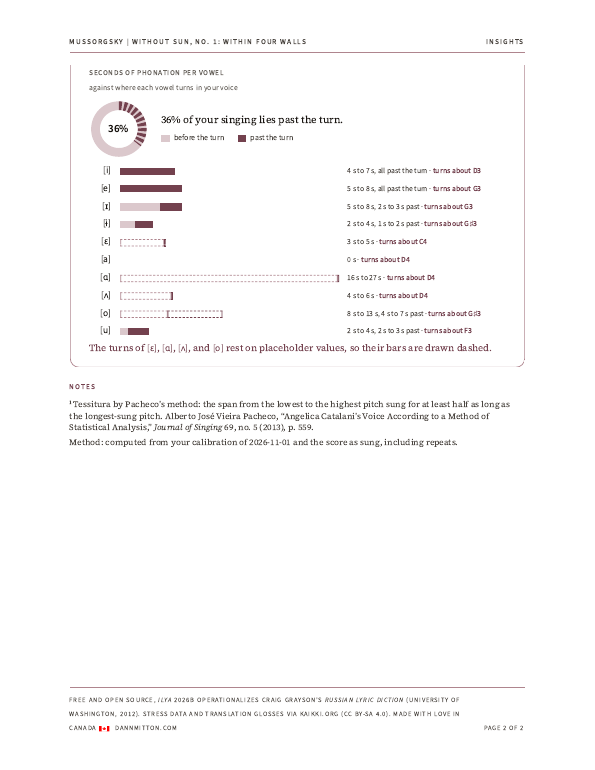 MUSSORGSKY | WITHOUT SUN, NO. 1: WITHIN FOUR WALLS INSIGHTS
SECONDS OF PHONATION PER VOWEL
against where each vowel turns in your voice
36%
36% of your singing lies past the turn.
before the turn past the turn
[i] 4 s to 7 s, all past the turn · turns about D3
[e] 5 s to 8 s, all past the turn · turns about G3
[ɪ] 5 s to 8 s, 2 s to 3 s past · turns about G3
[ɨ] 2 s to 4 s, 1 s to 2 s past · turns about G♯3
[ɛ] 3 s to 5 s · turns about C4
[a] 0 s · turns about D4
[ɑ] 16 s to 27 s · turns about D4
[ʌ] 4 s to 6 s · turns about D4
[o] 8 s to 13 s, 4 s to 7 s past · turns about G♯3
[u] 2 s to 4 s, 2 s to 3 s past · turns about F3
The turns of [ɛ], [ɑ], [ʌ], and [o] rest on placeholder values, so their bars are drawn dashed.
NOTES
¹ Tessitura by Pacheco's method: the span from the lowest to the highest pitch sung for at least half as long as
the longest-sung pitch. Alberto José Vieira Pacheco, “Angelica Catalani's Voice According to a Method of
Statistical Analysis,” Journal of Singing 69, no. 5 (2013), p. 559.
Method: computed from your calibration of 2026-11-01 and the score as sung, including repeats.
FREE AND OPEN SOURCE, ILYA 2026B OPERATIONALIZES CRAIG GRAYSON'S RUSSIAN LYRIC DICTION (UNIVERSITY OF
WASHINGTON, 2012). STRESS DATA AND TRANSLATION GLOSSES VIA KAIKKI.ORG (CC BY-SA 4.0). MADE WITH LOVE IN
CANADA DANNMITTON.COM PAGE 2 OF 2